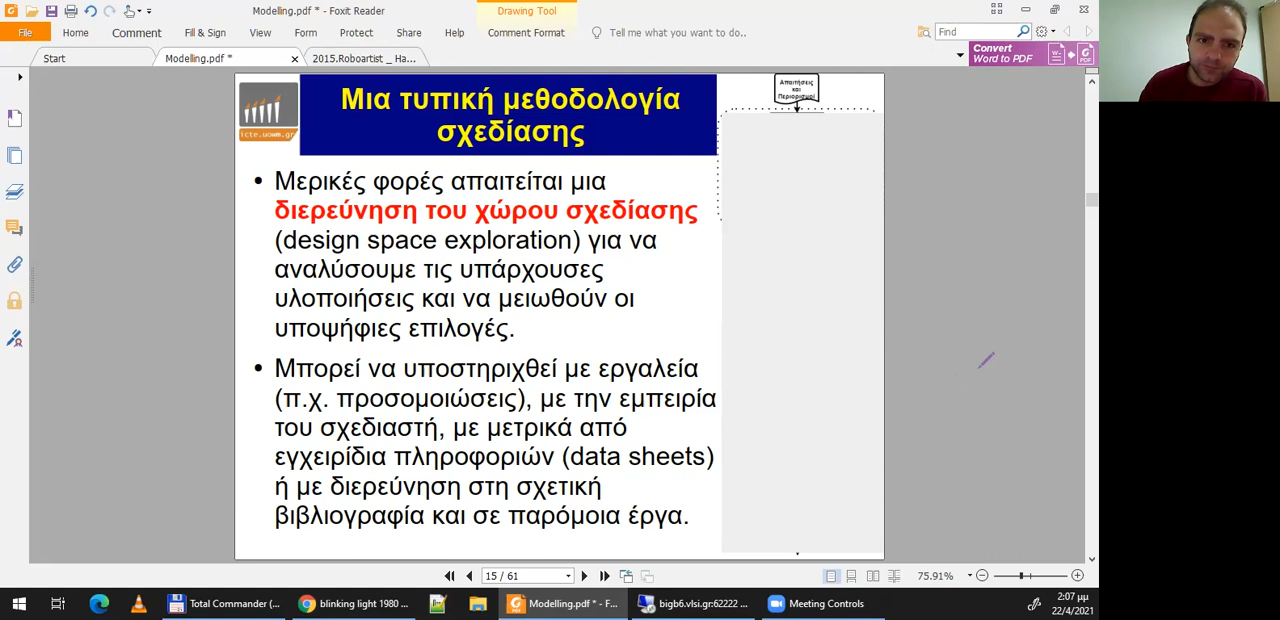 Modelling.pdf * - Foxit Reader
Drawing Tool
File
Home
Comment
Fill & Sign
View
Form
Protect
Share
Help
Comment Format
Tell me what you want to do..
Find
Start
Modelling.pdf *
2015.Roboartist _ Ha...
Convert
Word to PDF
PDF
icte.uowm.gr
Μια τυπική μεθοδολογία
σχεδίασης
Απαιτήσεις
και
Περιορισμοί
• Μερικές φορές απαιτείται μια
διερεύνηση του χώρου σχεδίασης
(design space exploration) για να
αναλύσουμε τις υπάρχουσες
υλοποιήσεις και να μειωθούν οι
υποψήφιες επιλογές.
• Μπορεί να υποστηριχθεί με εργαλεία
(π.χ. προσομοιώσεις), με την εμπειρία
του σχεδιαστή, με μετρικά από
εγχειρίδια πληροφοριών (data sheets)
ή με διερεύνηση στη σχετική
βιβλιογραφία και σε παρόμοια έργα.
15 / 61
75.91%
Total Commander (...
blinking light 1980 ...
Modelling.pdf * - F...
bigb6.vlsi.gr:62222 ...
Meeting Controls
2:07 μμ
22/4/2021